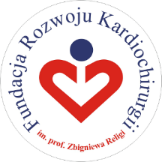 Fundacja Rozwoju Kardiochirurgii
im. prof. Zbigniewa Religi